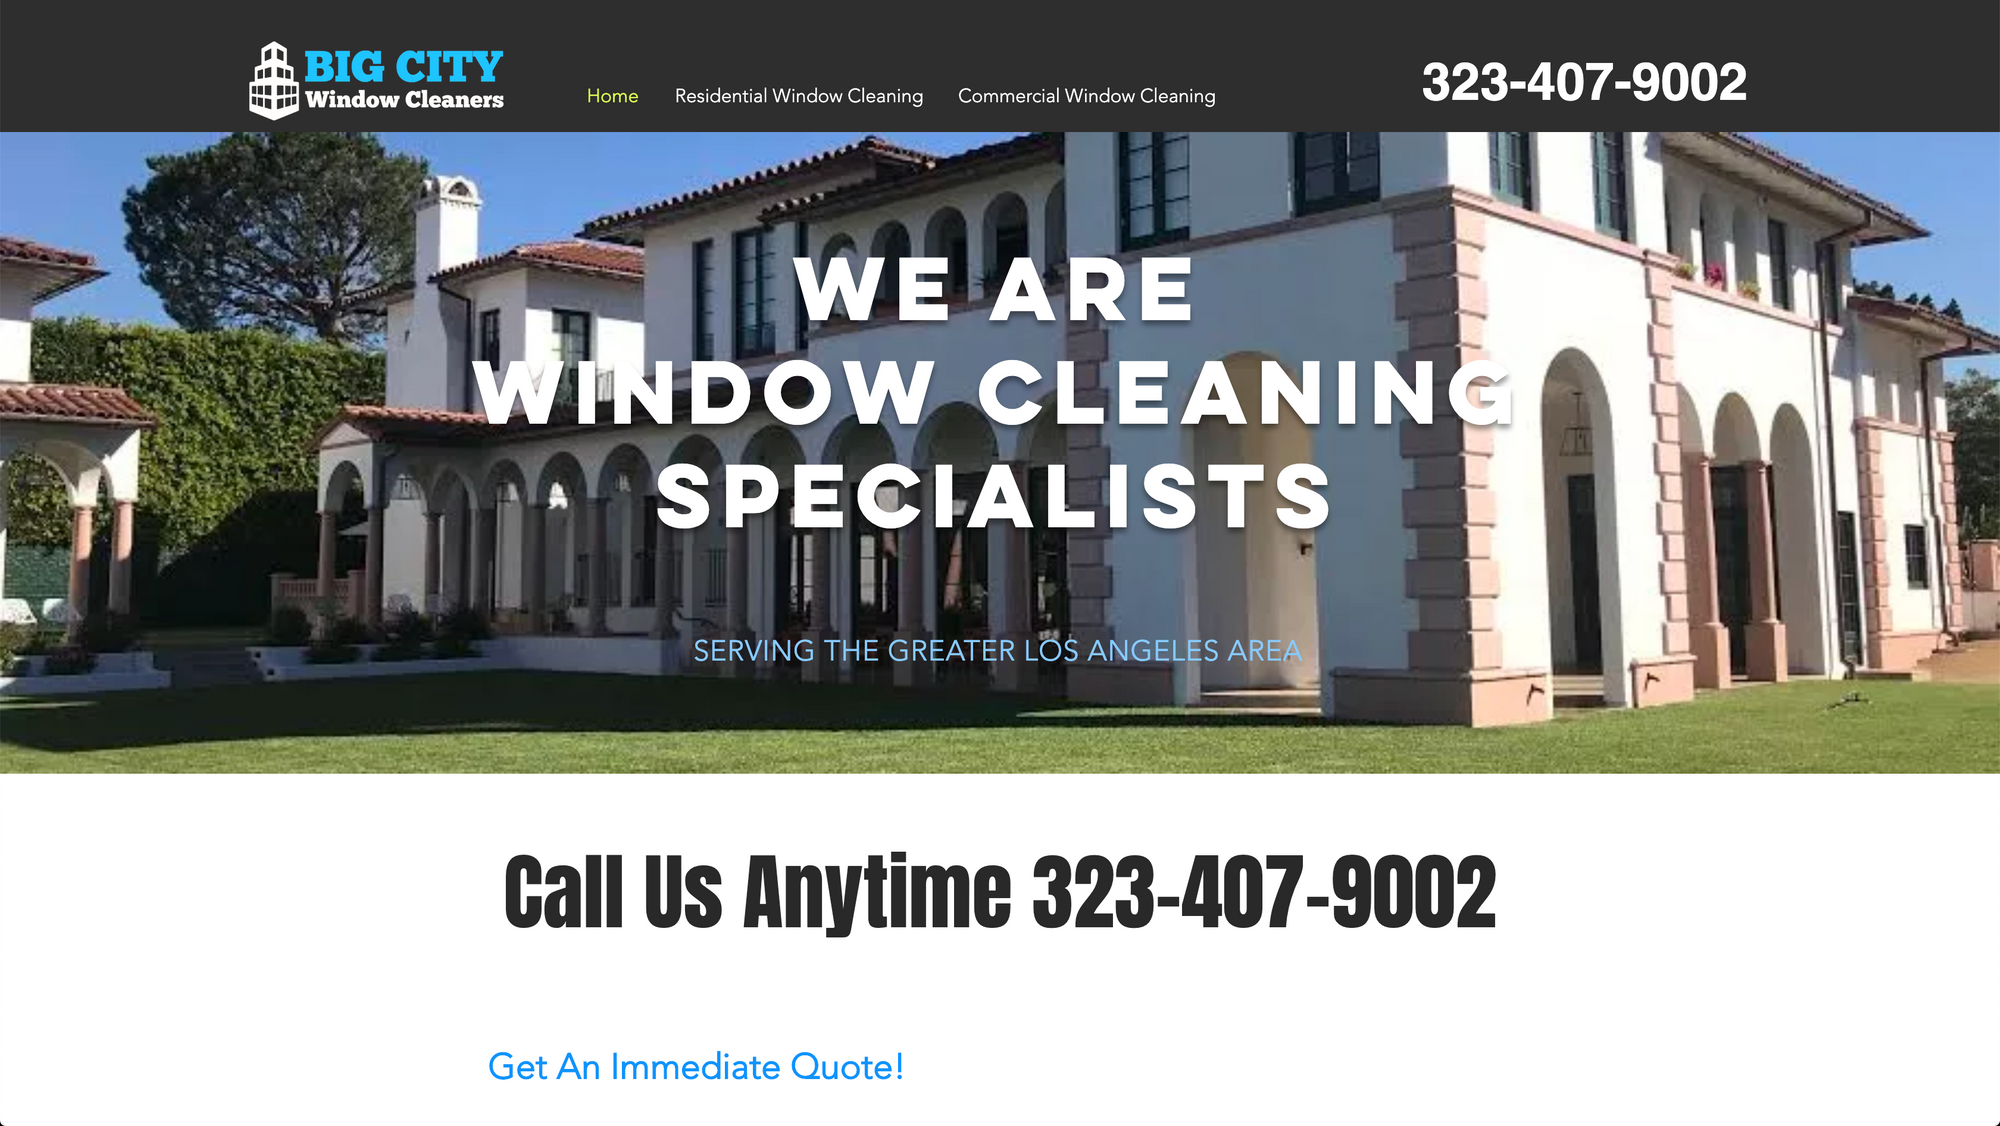 BIG CITY
Window Cleaners
Home
Residential Window Cleaning
Commercial Window Cleaning
323-407-9002
WE ARE
WINDOW CLEANING
SPECIALISTS
SERVING THE GREATER LOS ANGELES AREA
Call Us Anytime 323-407-9002
Get An Immediate Quote!